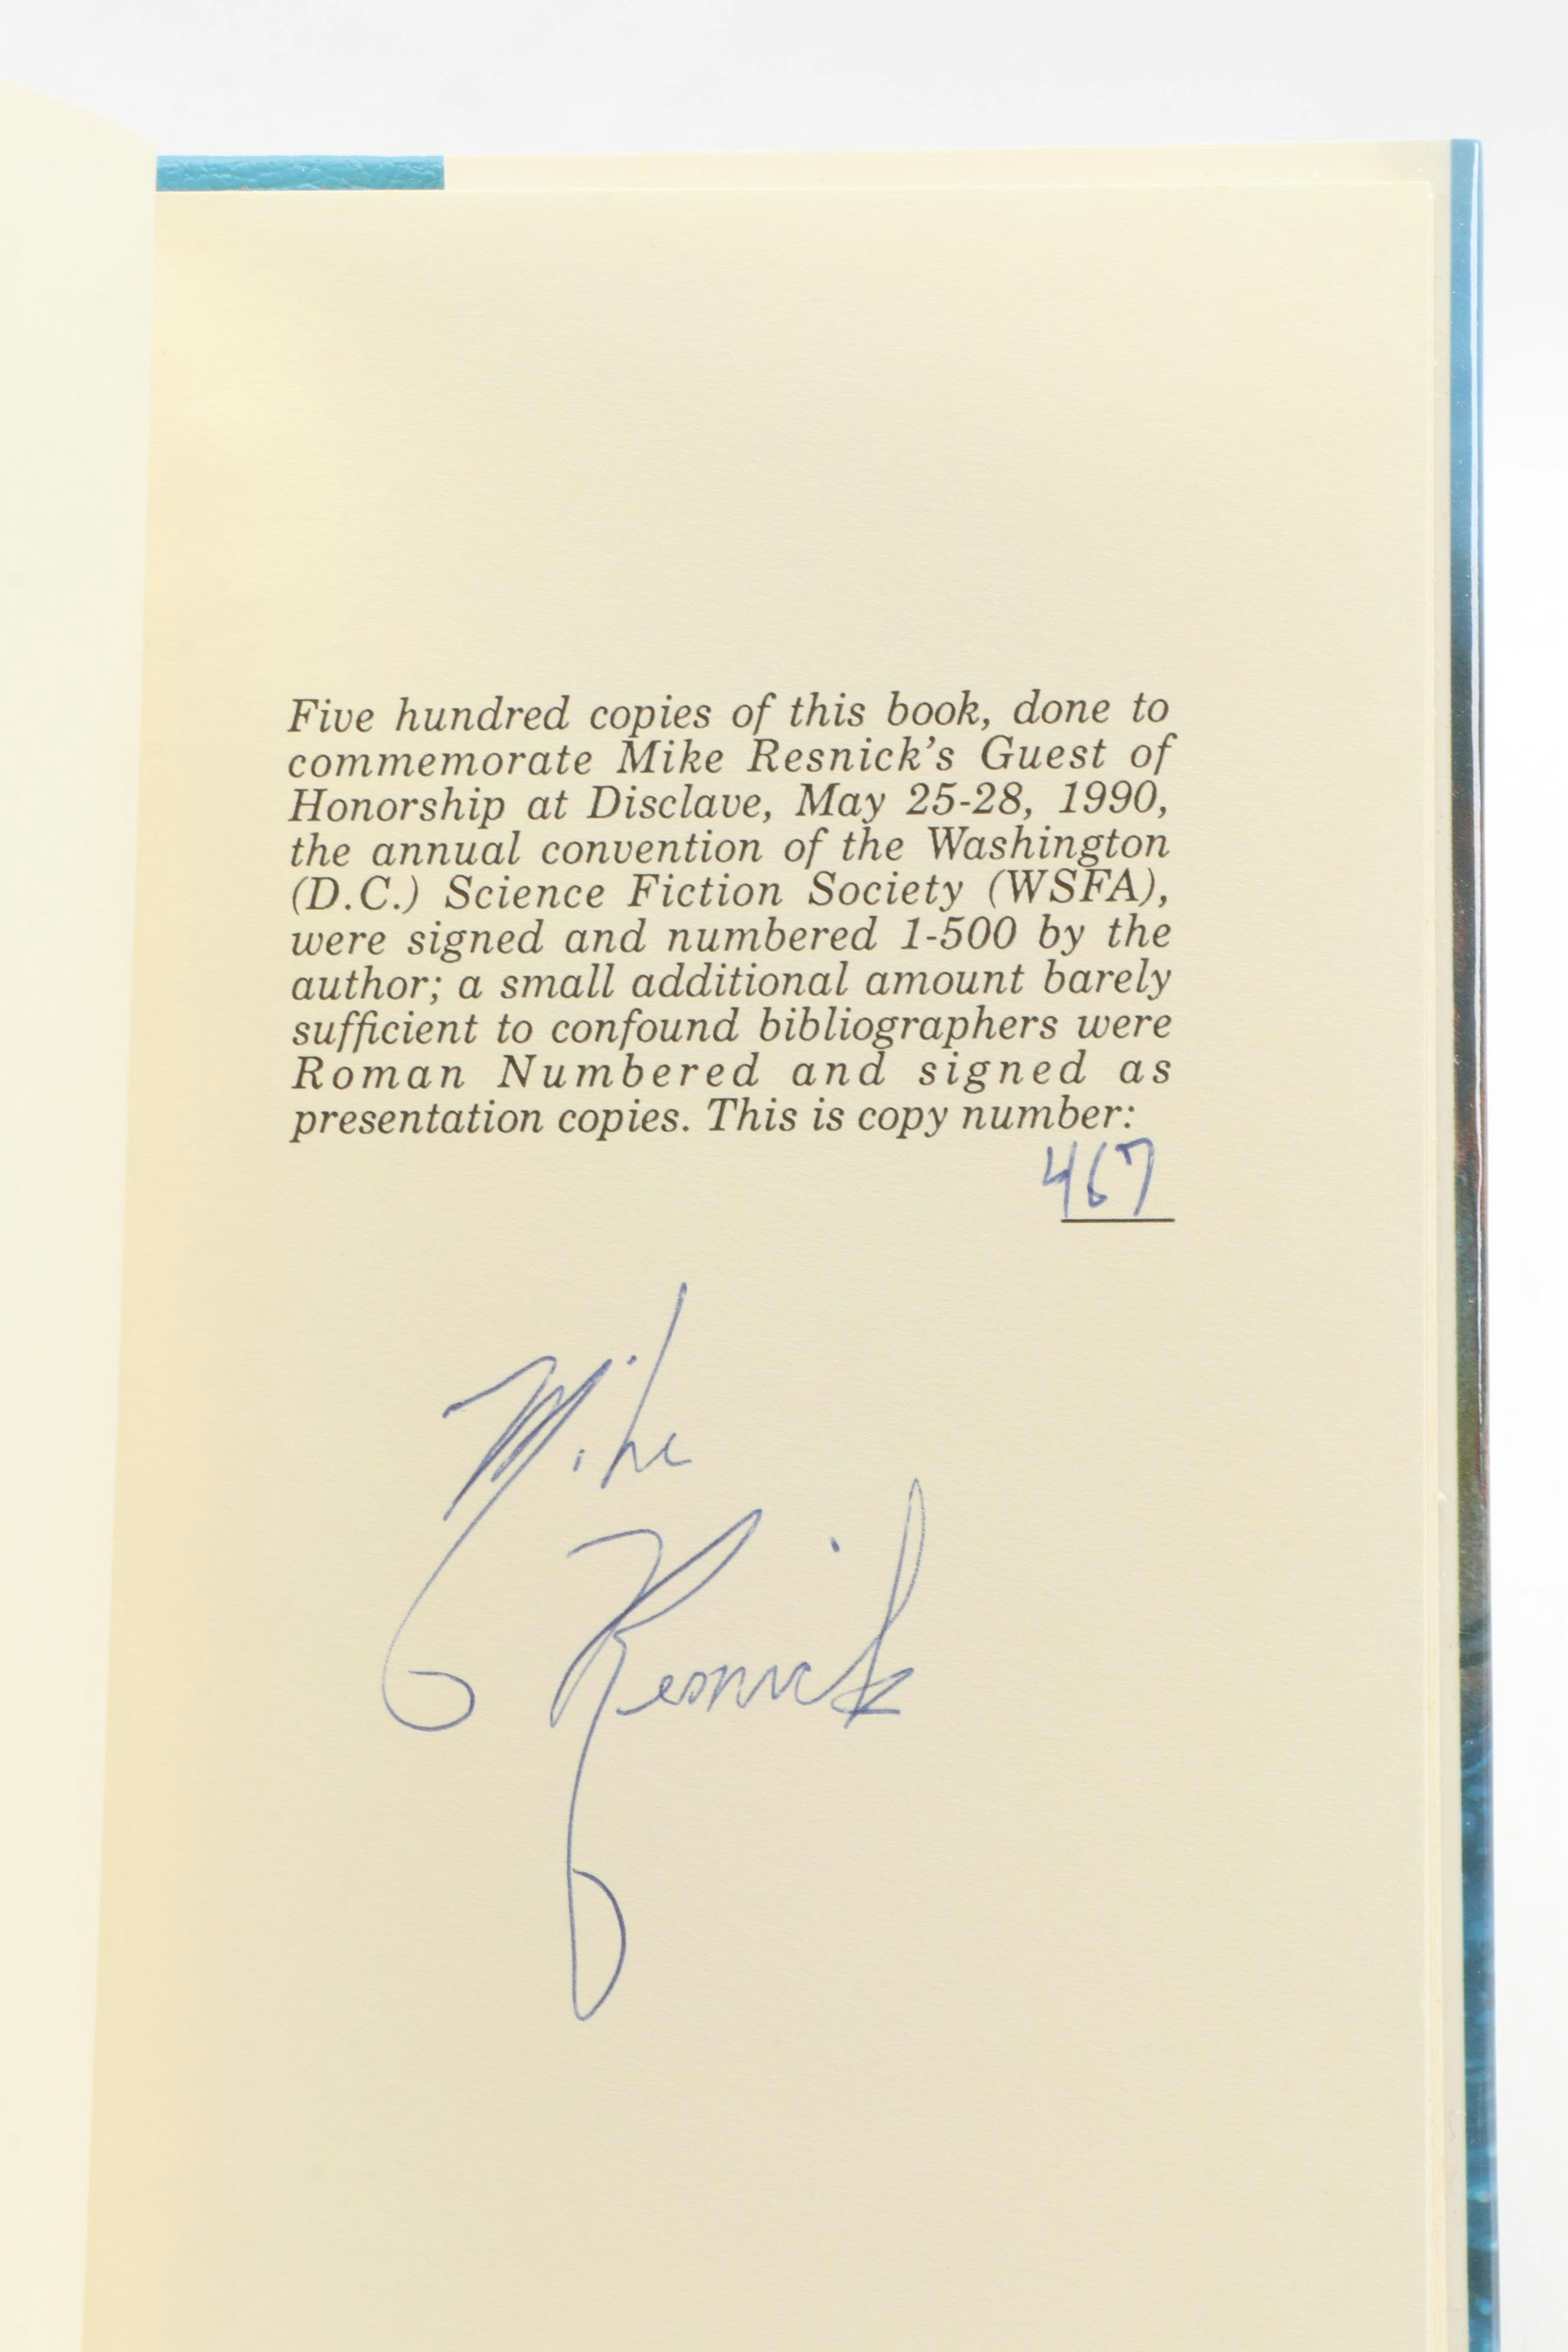 Five hundred copies of this book, done to
commemorate Mike Resnick's Guest of
Honorship at Disclave, May 25-28, 1990,
the annual convention of the Washington
(D.C.) Science Fiction Society (WSFA),
were signed and numbered 1-500 by the
author; a small additional amount barely
sufficient to confound bibliographers were
Roman Numbered and signed as
presentation copies. This is copy number:
467
Mike
Resnick